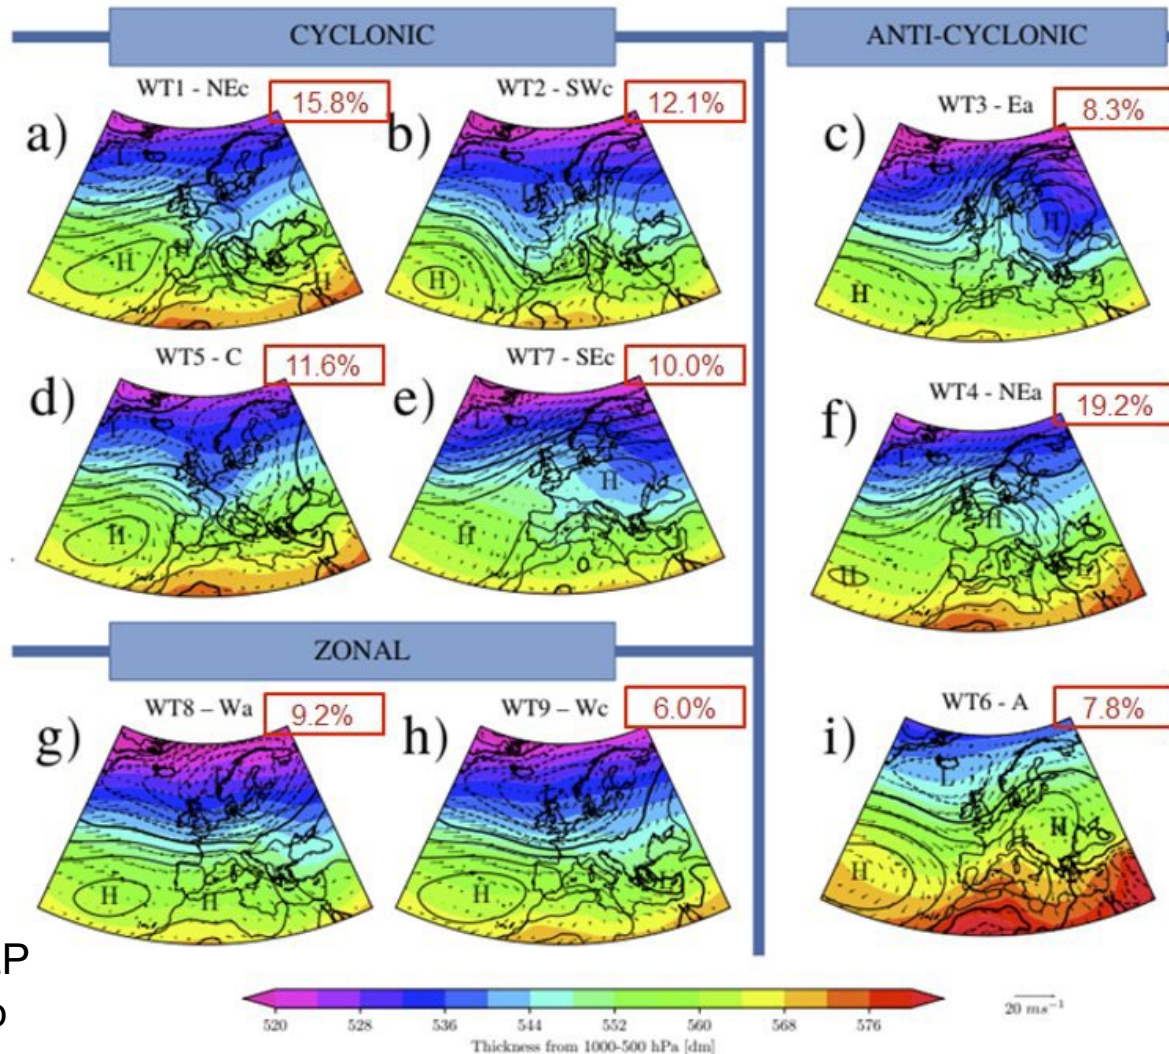 CYCLONIC
ANTI-CYCLONIC
WT1 - NEc
15.8%
a)
L
H
H
H
WT2 - SWc
12.1%
b)
L
L
H
WT3 - Ea
8.3%
c)
L
H
H
H
WT5 - C
11.6%
d)
L
H
WT7 - SEc
10.0%
e)
L
H
H
WT4 - NEa
19.2%
f)
L
H
H
L
ZONAL
WT8 – Wa
9.2%
g)
L
H
H
WT9 – Wc
6.0%
h)
L
H
L
WT6 - A
7.8%
i)
L
H
H
H
P
520 528 536 544 552 560 568 576
Thickness from 1000-500 hPa [dm]
20 ms⁻¹